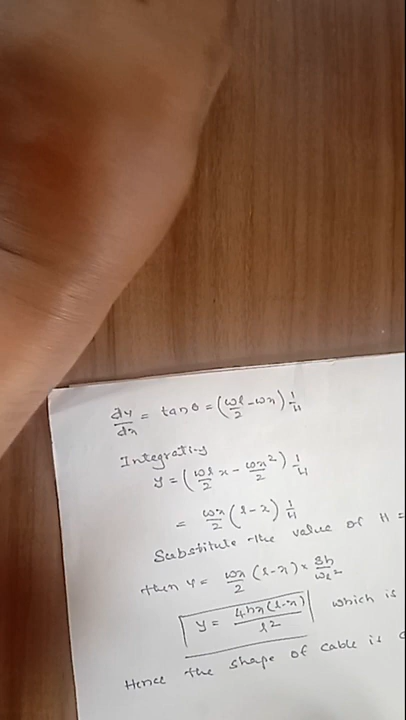 dy/dx = tanθ = (wl/2 - wx) 1/H
Integrating
y = (wl/2 x - wx²/2) 1/H
= wx/2 (l-x) 1/H
Substitute the value of H =
then y = wx/2 (l-x) × 8h/wl²
y = 4hx(l-x)/l² which is
Hence the shape of cable is